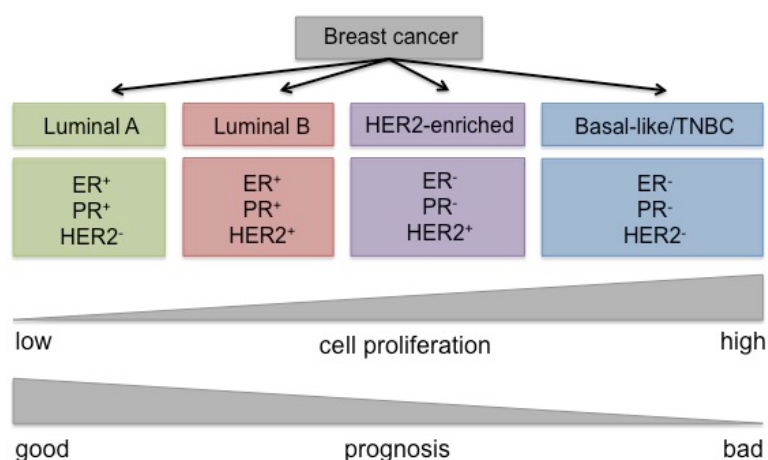 Breast cancer
Luminal A
Luminal B
HER2-enriched
Basal-like/TNBC
ER⁺
PR⁺
HER2⁻
ER⁺
PR⁺
HER2⁺
ER⁻
PR⁻
HER2⁺
ER⁻
PR⁻
HER2⁻
low
cell proliferation
high
good
prognosis
bad